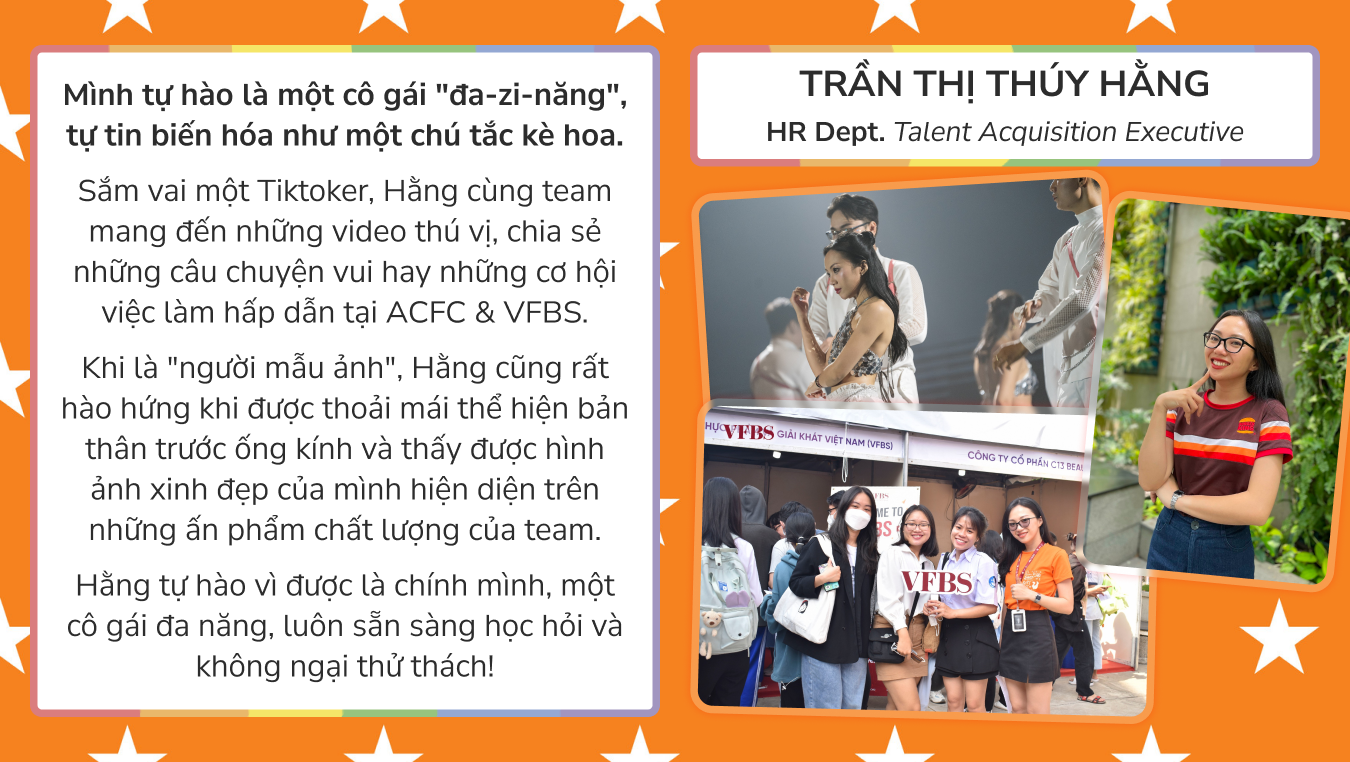 Mình tự hào là một cô gái "đa-zi-năng",
tự tin biến hóa như một chú tắc kè hoa.
Sắm vai một Tiktoker, Hằng cùng team
mang đến những video thú vị, chia sẻ
những câu chuyện vui hay những cơ hội
việc làm hấp dẫn tại ACFC & VFBS.
Khi là "người mẫu ảnh", Hằng cũng rất
hào hứng khi được thoải mái thể hiện bản
thân trước ống kính và thấy được hình
ảnh xinh đẹp của mình hiện diện trên
những ấn phẩm chất lượng của team.
Hằng tự hào vì được là chính mình, một
cô gái đa năng, luôn sẵn sàng học hỏi và
không ngại thử thách!
TRẦN THỊ THÚY HẰNG
HR Dept. Talent Acquisition Executive
VFBS GIẢI KHÁT VIỆT NAM (VFBS)
CÔNG TY CỔ PHẦN C13
VFBS